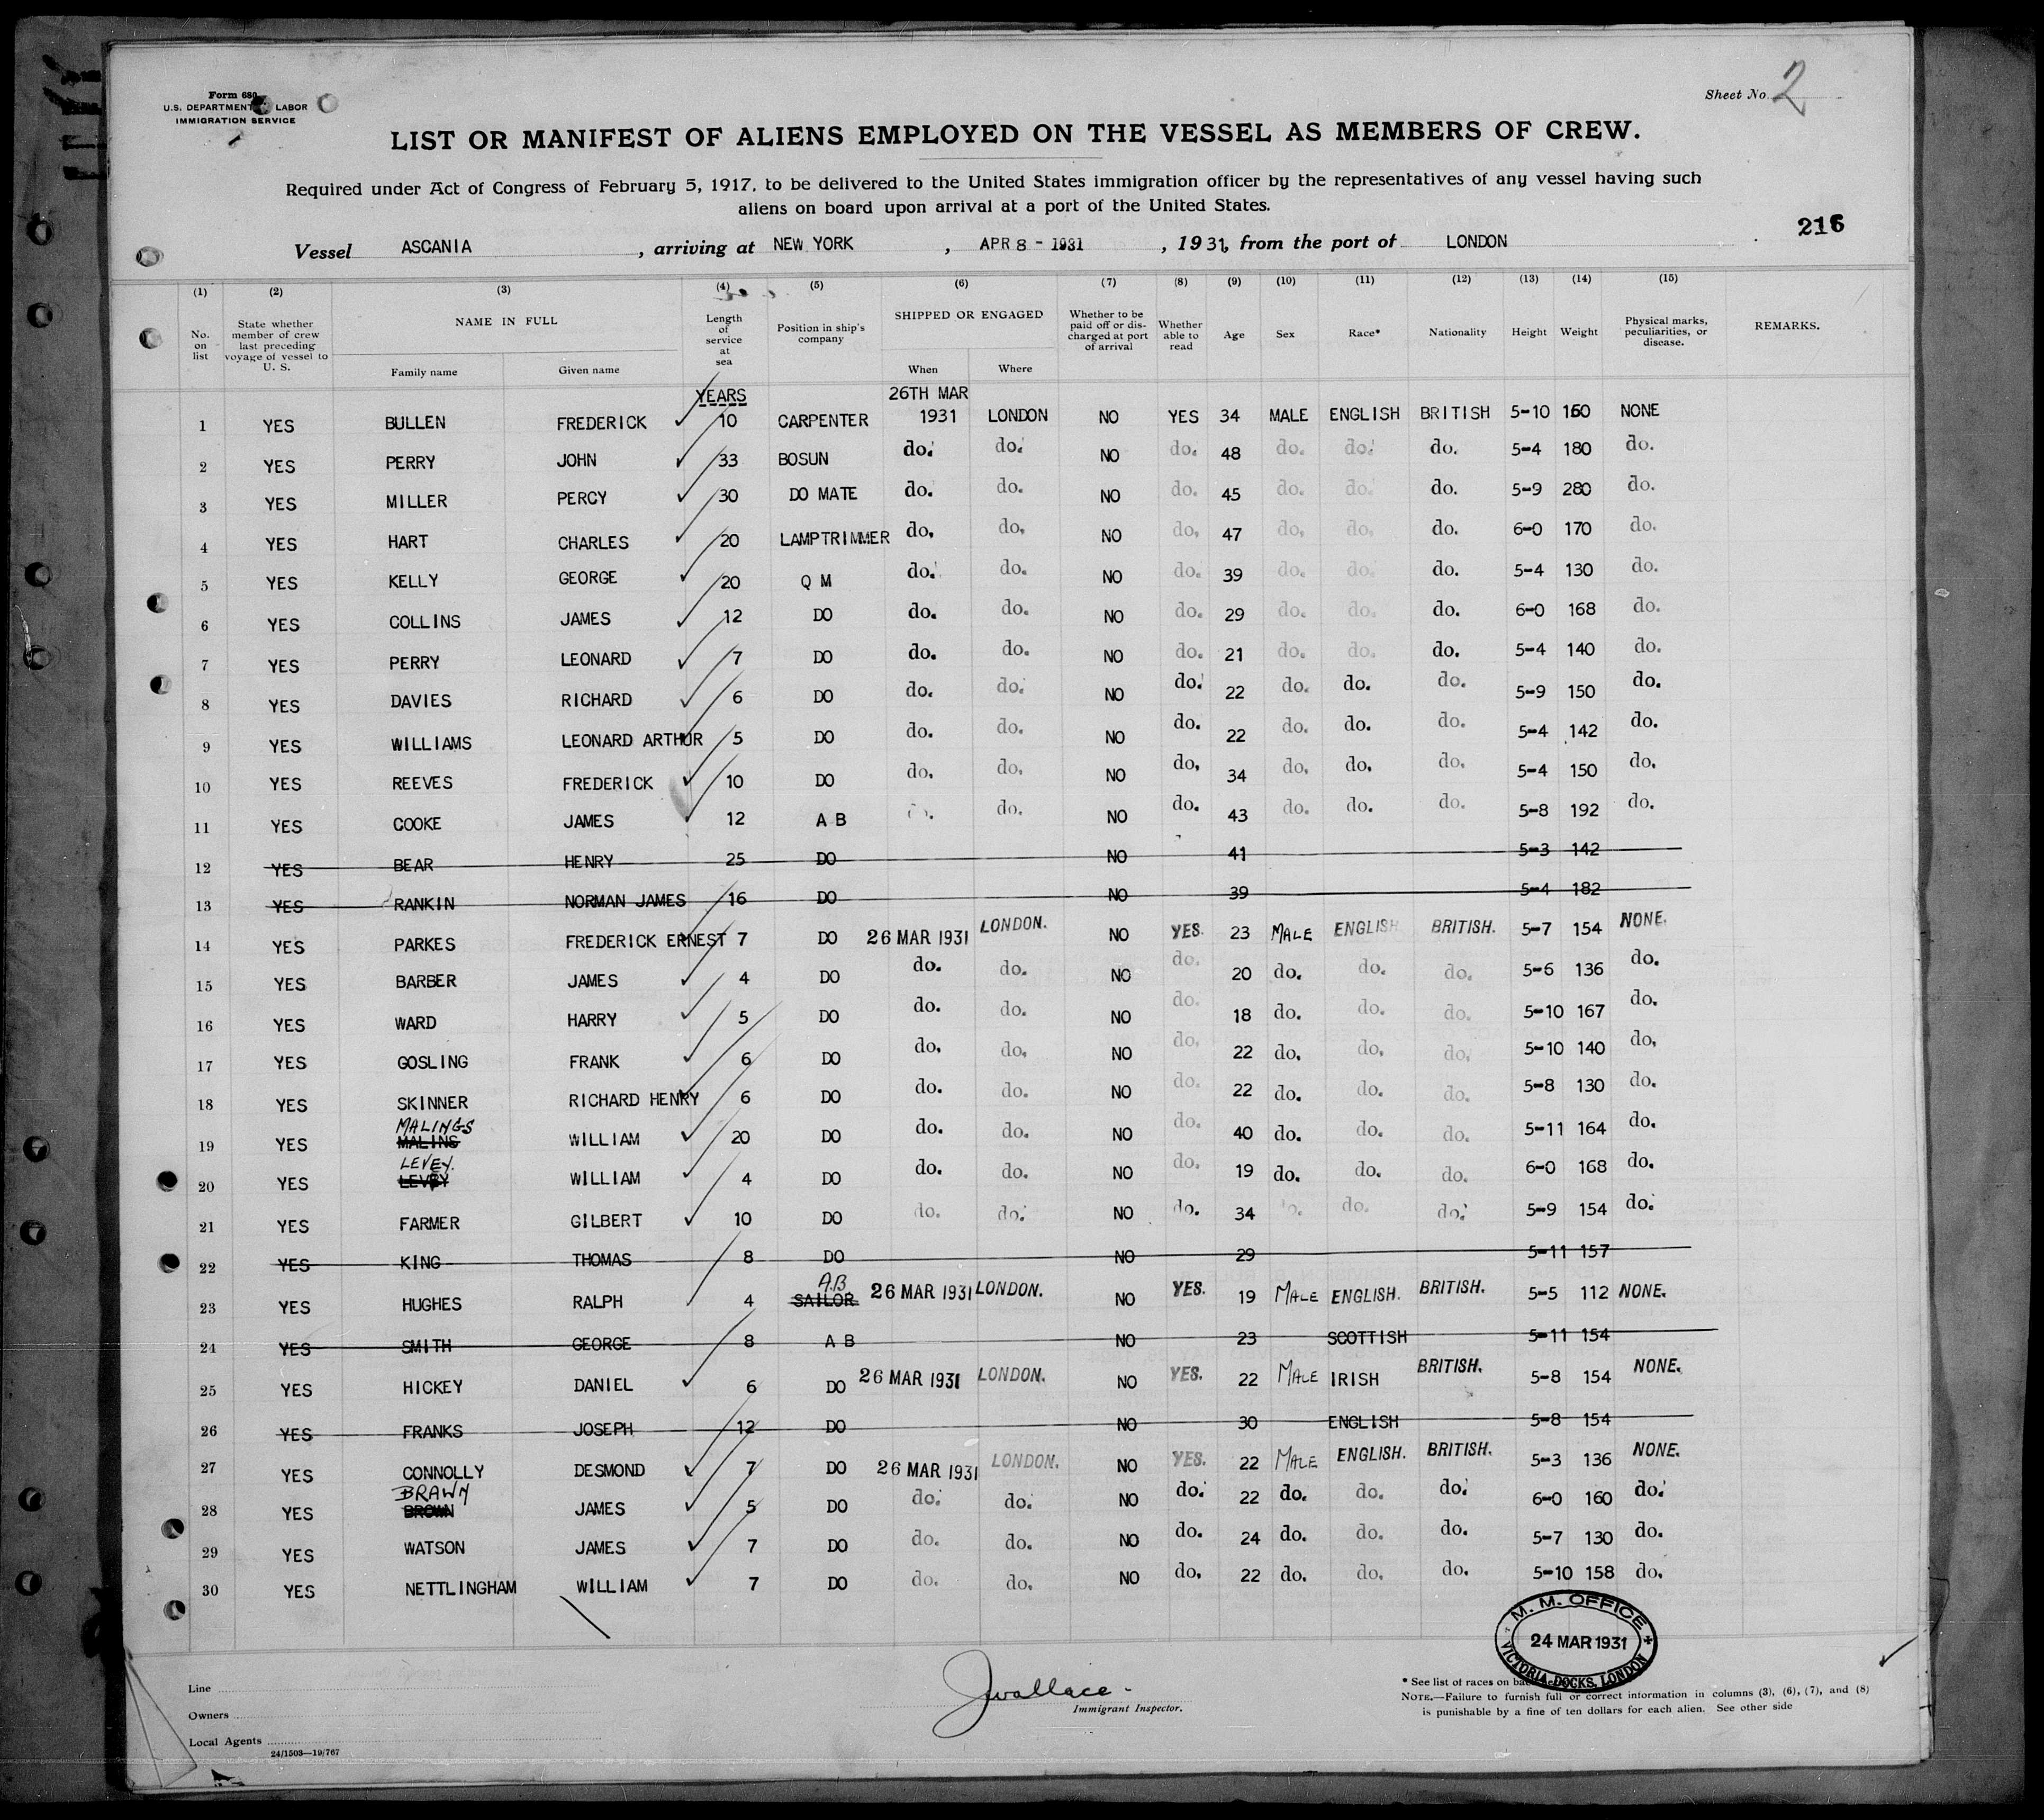 Form 680
U.S. DEPARTMENT LABOR
IMMIGRATION SERVICE
Sheet No. 2
LIST OR MANIFEST OF ALIENS EMPLOYED ON THE VESSEL AS MEMBERS OF CREW.
Required under Act of Congress of February 5, 1917, to be delivered to the United States immigration officer by the representatives of any vessel having such
aliens on board upon arrival at a port of the United States.
216
Vessel ASCANIA, arriving at NEW YORK, APR 8 - 1931, 1931, from the port of LONDON
(1) (2) (3) (4) (5) (6) (7) (8) (9) (10) (11) (12) (13) (14) (15)
No. on list State whether member of crew last preceding voyage of vessel to U. S. NAME IN FULL Family name Given name Length of service at sea Position in ship's company SHIPPED OR ENGAGED When Where Whether to be paid off or discharged at port of arrival Whether able to read Age Sex Race* Nationality Height Weight Physical marks, peculiarities, or disease. REMARKS.
YEARS 26TH MAR
1 YES BULLEN FREDERICK 10 CARPENTER 1931 LONDON NO YES 34 MALE ENGLISH BRITISH 5-10 160 NONE
2 YES PERRY JOHN 33 BOSUN do. do. NO do. 48 do. do. do. 5-4 180 do.
3 YES MILLER PERCY 30 DO MATE do. do. NO do. 45 do. do. do. 5-9 280 do.
4 YES HART CHARLES 20 LAMPTRIMMER do. do. NO do. 47 do. do. do. 6-0 170 do.
5 YES KELLY GEORGE 20 Q M do. do. NO do. 39 do. do. do. 5-4 130 do.
6 YES COLLINS JAMES 12 DO do. do. NO do. 29 do. do. do. 6-0 168 do.
7 YES PERRY LEONARD 7 DO do. do. NO do. 21 do. do. do. 5-4 140 do.
8 YES DAVIES RICHARD 6 DO do. do. NO do. 22 do. do. do. 5-9 150 do.
9 YES WILLIAMS LEONARD ARTHUR 5 DO do. do. NO do. 22 do. do. do. 5-4 142 do.
10 YES REEVES FREDERICK 10 DO do. do. NO do. 34 do. do. do. 5-4 150 do.
11 YES COOKE JAMES 12 A B do. do. NO do. 43 do. do. do. 5-8 192 do.
12 YES BEAR HENRY 25 DO NO 41 5-3 142
13 YES RANKIN NORMAN JAMES 16 DO NO 39 5-4 182
14 YES PARKES FREDERICK ERNEST 7 DO 26 MAR 1931 LONDON. NO YES. 23 MALE ENGLISH BRITISH. 5-7 154 NONE.
15 YES BARBER JAMES 4 DO do. do. NO do. 20 do. do. do. 5-6 136 do.
16 YES WARD HARRY 5 DO do. do. NO do. 18 do. do. do. 5-10 167 do.
17 YES GOSLING FRANK 6 DO do. do. NO do. 22 do. do. do. 5-10 140 do.
18 YES SKINNER RICHARD HENRY 6 DO do. do. NO do. 22 do. do. do. 5-8 130 do.
MALINGS
19 YES MALINS WILLIAM 20 DO do. do. NO do. 40 do. do. do. 5-11 164 do.
LEVEY.
20 YES WILLIAM 4 DO do. do. NO do. 19 do. do. do. 6-0 168 do.
21 YES FARMER GILBERT 10 DO do. do. NO do. 34 do. do. do. 5-9 154 do.
22 YES KING THOMAS 8 DO NO 29 5-11 157
A.B
23 YES HUGHES RALPH 4 SAILOR 26 MAR 1931 LONDON. NO YES. 19 MALE ENGLISH. BRITISH. 5-5 112 NONE.
24 YES SMITH GEORGE 8 A B NO 23 SCOTTISH 5-11 154
25 YES HICKEY DANIEL 6 DO 26 MAR 1931 LONDON. NO YES. 22 MALE IRISH BRITISH. 5-8 154 NONE.
26 YES FRANKS JOSEPH 12 DO NO 30 ENGLISH 5-8 154
27 YES CONNOLLY DESMOND 7 DO 26 MAR 1931 LONDON. NO YES. 22 MALE ENGLISH. BRITISH. 5-3 136 NONE.
BRAWN
28 YES BROWN JAMES 5 DO do. do. NO do. 22 do. do. do. 6-0 160 do.
29 YES WATSON JAMES 7 DO do. do. NO do. 24 do. do. do. 5-7 130 do.
30 YES NETTLINGHAM WILLIAM 7 DO do. do. NO do. 22 do. do. do. 5-10 158 do.
M. M. OFFICE
24 MAR 1931
VICTORIA DOCKS, LONDON
Line
Owners
Local Agents
24/1503—19/767
JWallace
Immigrant Inspector.
* See list of races on
NOTE.—Failure to furnish full or correct information in columns (3), (6), (7), and (8)
is punishable by a fine of ten dollars for each alien. See other side